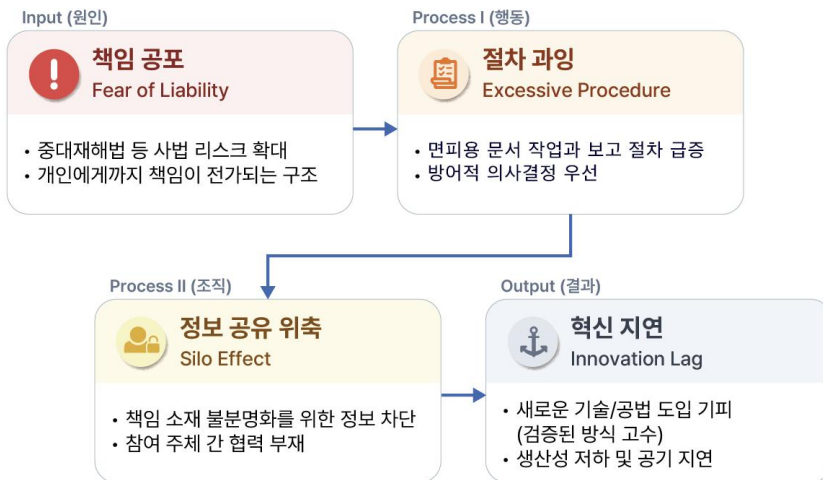 Input (원인)
책임 공포
Fear of Liability
• 중대재해법 등 사법 리스크 확대
• 개인에게까지 책임이 전가되는 구조
Process I (행동)
절차 과잉
Excessive Procedure
• 면피용 문서 작업과 보고 절차 급증
• 방어적 의사결정 우선
Process II (조직)
정보 공유 위축
Silo Effect
• 책임 소재 불분명화를 위한 정보 차단
• 참여 주체 간 협력 부재
Output (결과)
혁신 지연
Innovation Lag
• 새로운 기술/공법 도입 기피
(검증된 방식 고수)
• 생산성 저하 및 공기 지연